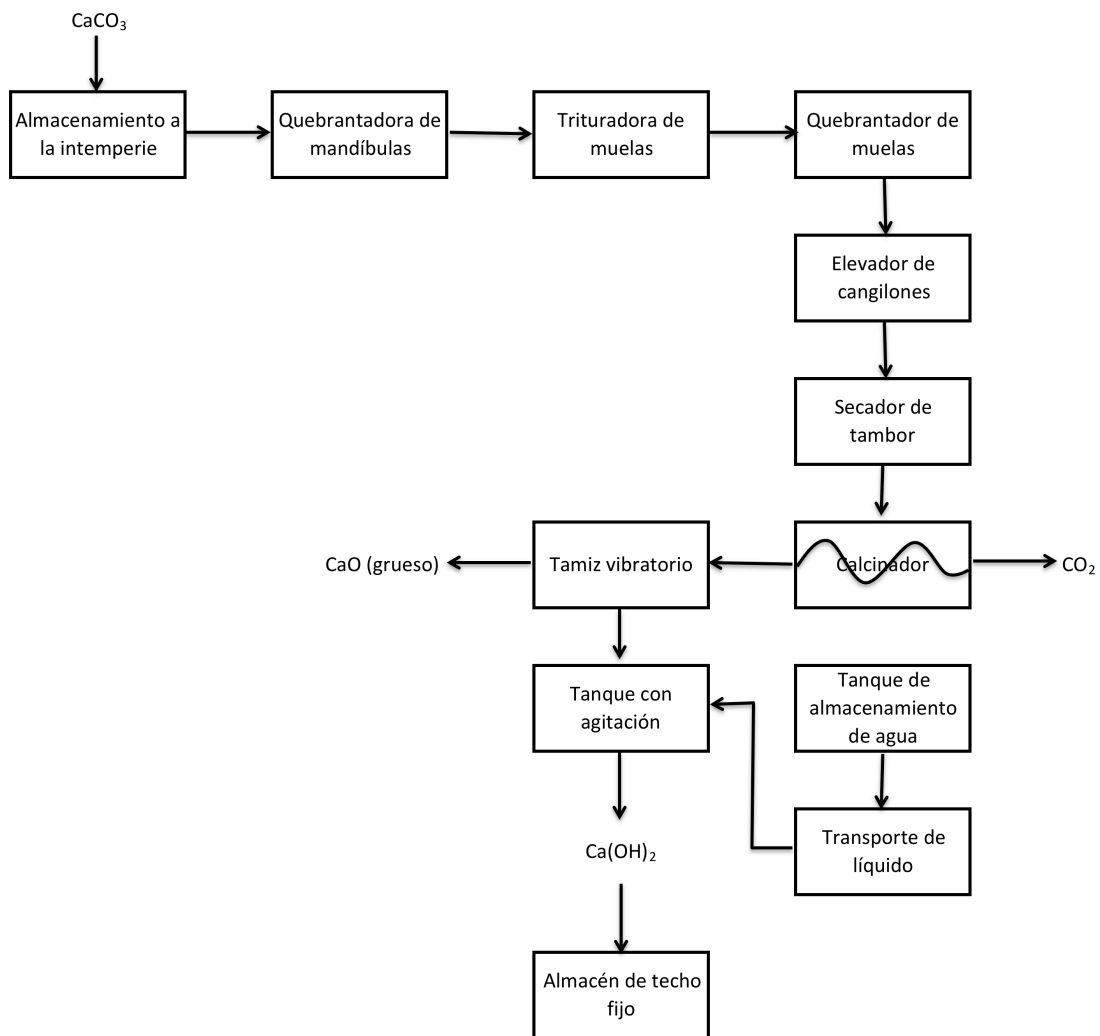 CaCO₃
Almacenamiento a
la intemperie
Quebrantadora de
mandíbulas
Trituradora de
muelas
Quebrantador de
muelas
Elevador de
cangilones
Secador de
tambor
CaO (grueso)
Tamiz vibratorio
Calcinador
CO₂
Tanque con
agitación
Tanque de
almacenamiento
de agua
Transporte de
líquido
Ca(OH)₂
Almacén de techo
fijo